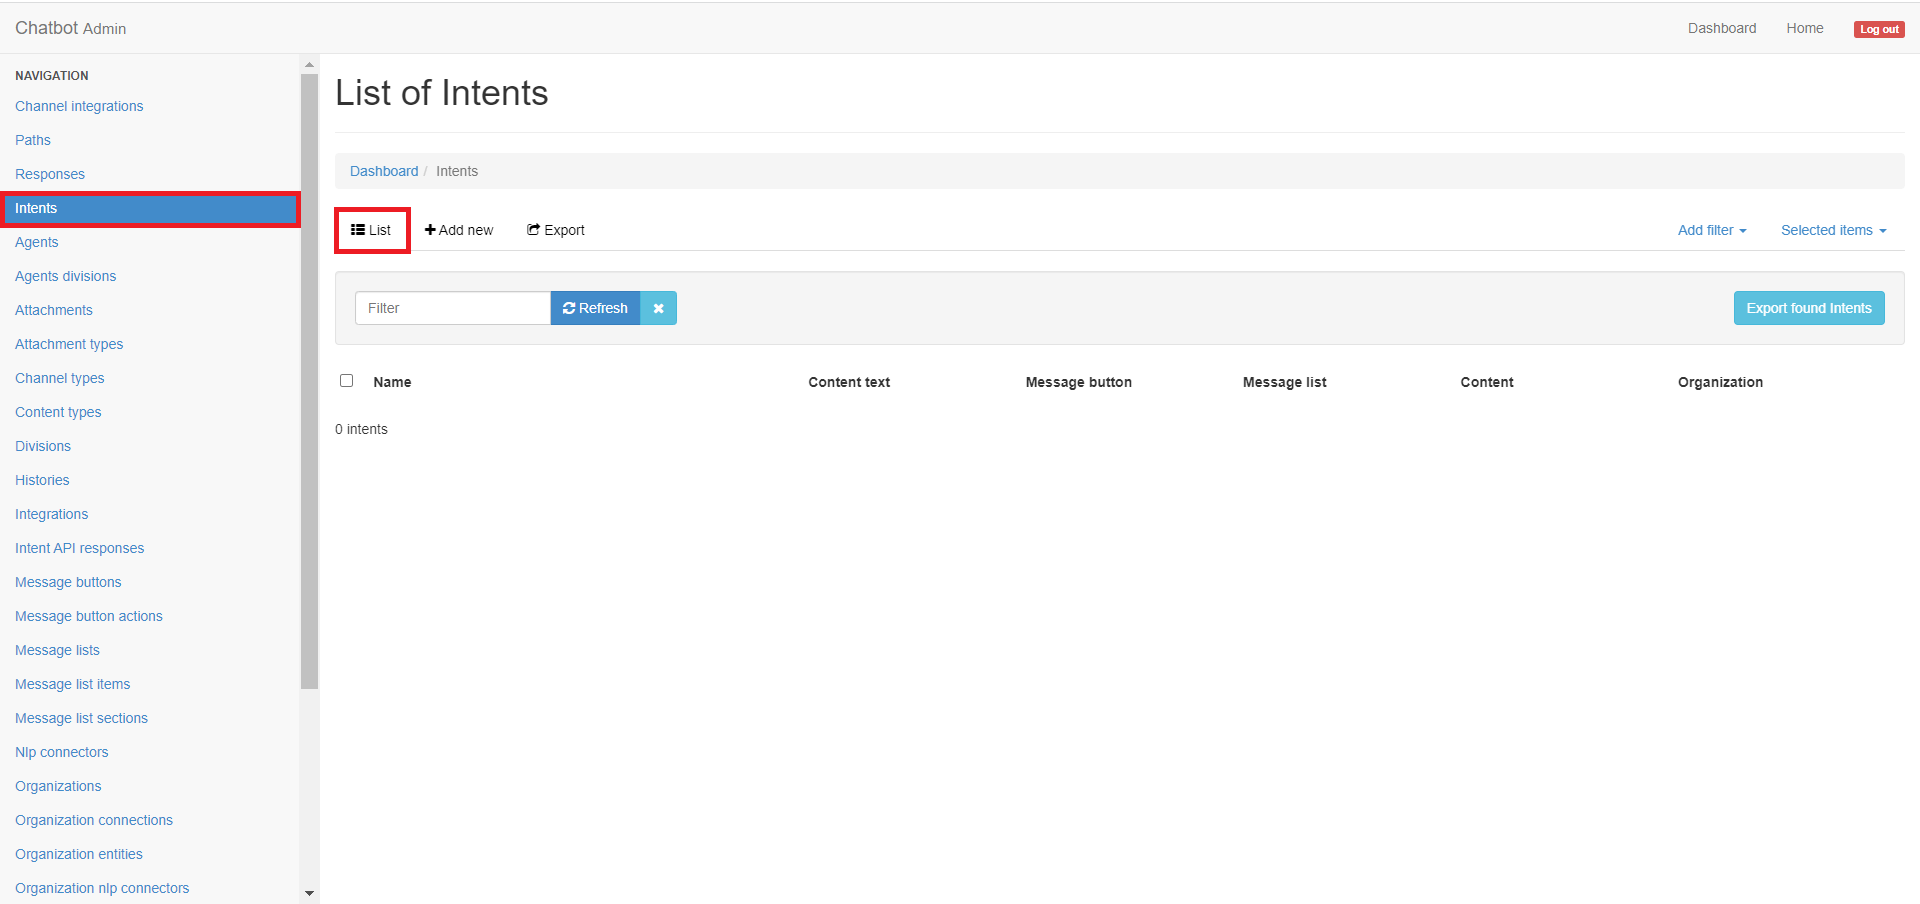 Chatbot Admin
Dashboard Home Log out
NAVIGATION
Channel integrations
Paths
Responses
Intents
Agents
Agents divisions
Attachments
Attachment types
Channel types
Content types
Divisions
Histories
Integrations
Intent API responses
Message buttons
Message button actions
Message lists
Message list items
Message list sections
Nlp connectors
Organizations
Organization connections
Organization entities
Organization nlp connectors
List of Intents
Dashboard / Intents
List Add new Export Add filter Selected items
Filter Refresh Export found Intents
Name Content text Message button Message list Content Organization
0 intents